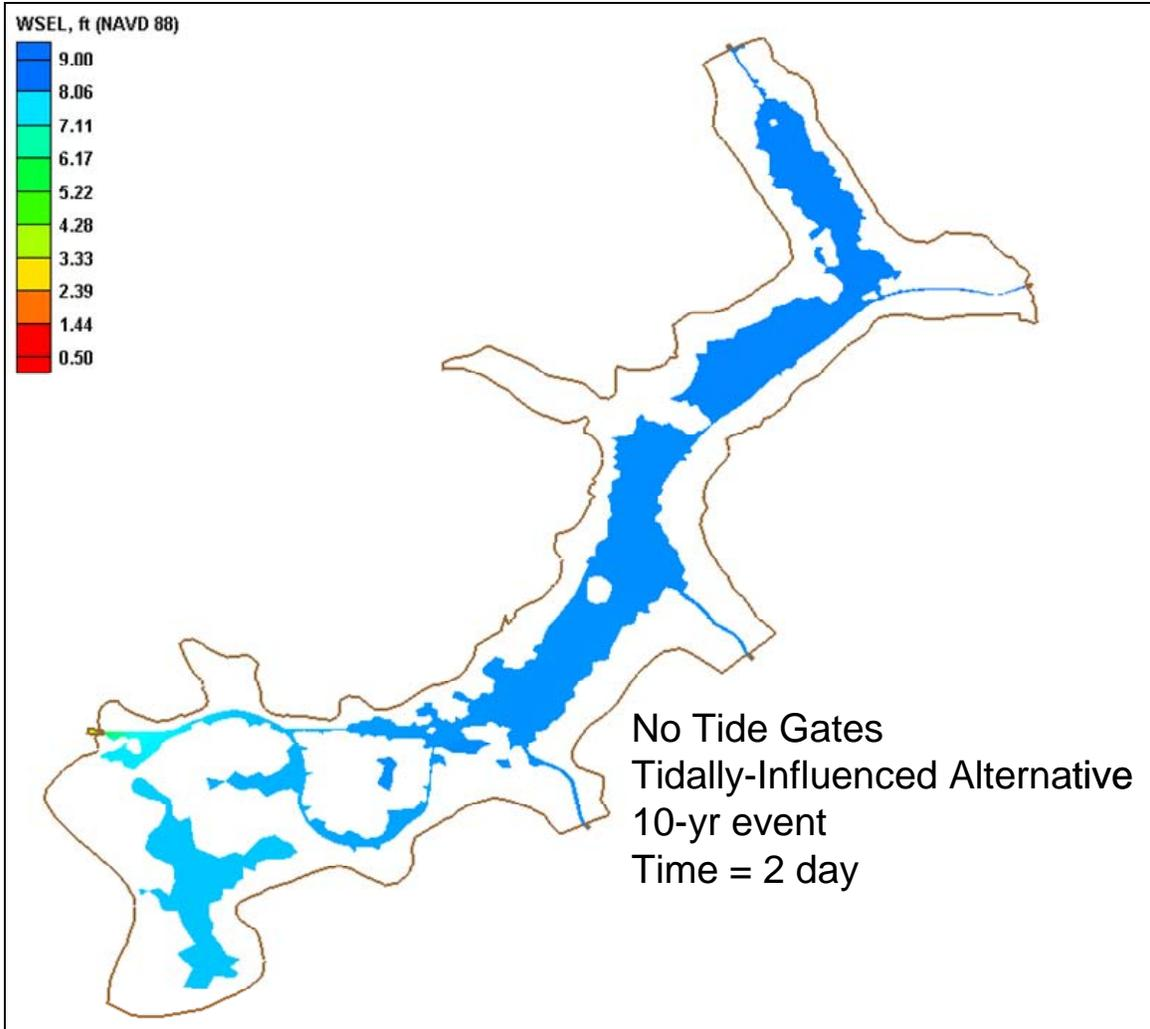 WSEL, ft (NAVD 88)
9.00
8.06
7.11
6.17
5.22
4.28
3.33
2.39
1.44
0.50
No Tide Gates
Tidally-Influenced Alternative
10-yr event
Time = 2 day